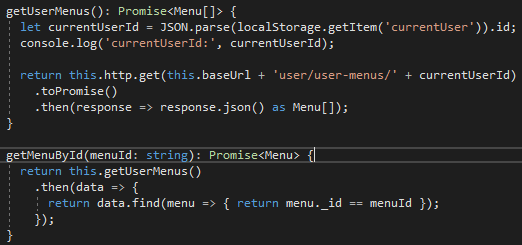 getUserMenus(): Promise<Menu[]> {
  let currentUserId = JSON.parse(localStorage.getItem('currentUser')).id;
  console.log('currentUserId:', currentUserId);

  return this.http.get(this.baseUrl + 'user/user-menus/' + currentUserId)
    .toPromise()
    .then(response => response.json() as Menu[]);
}

getMenuById(menuId: string): Promise<Menu> {
  return this.getUserMenus()
    .then(data => {
      return data.find(menu => { return menu._id == menuId });
    });
}